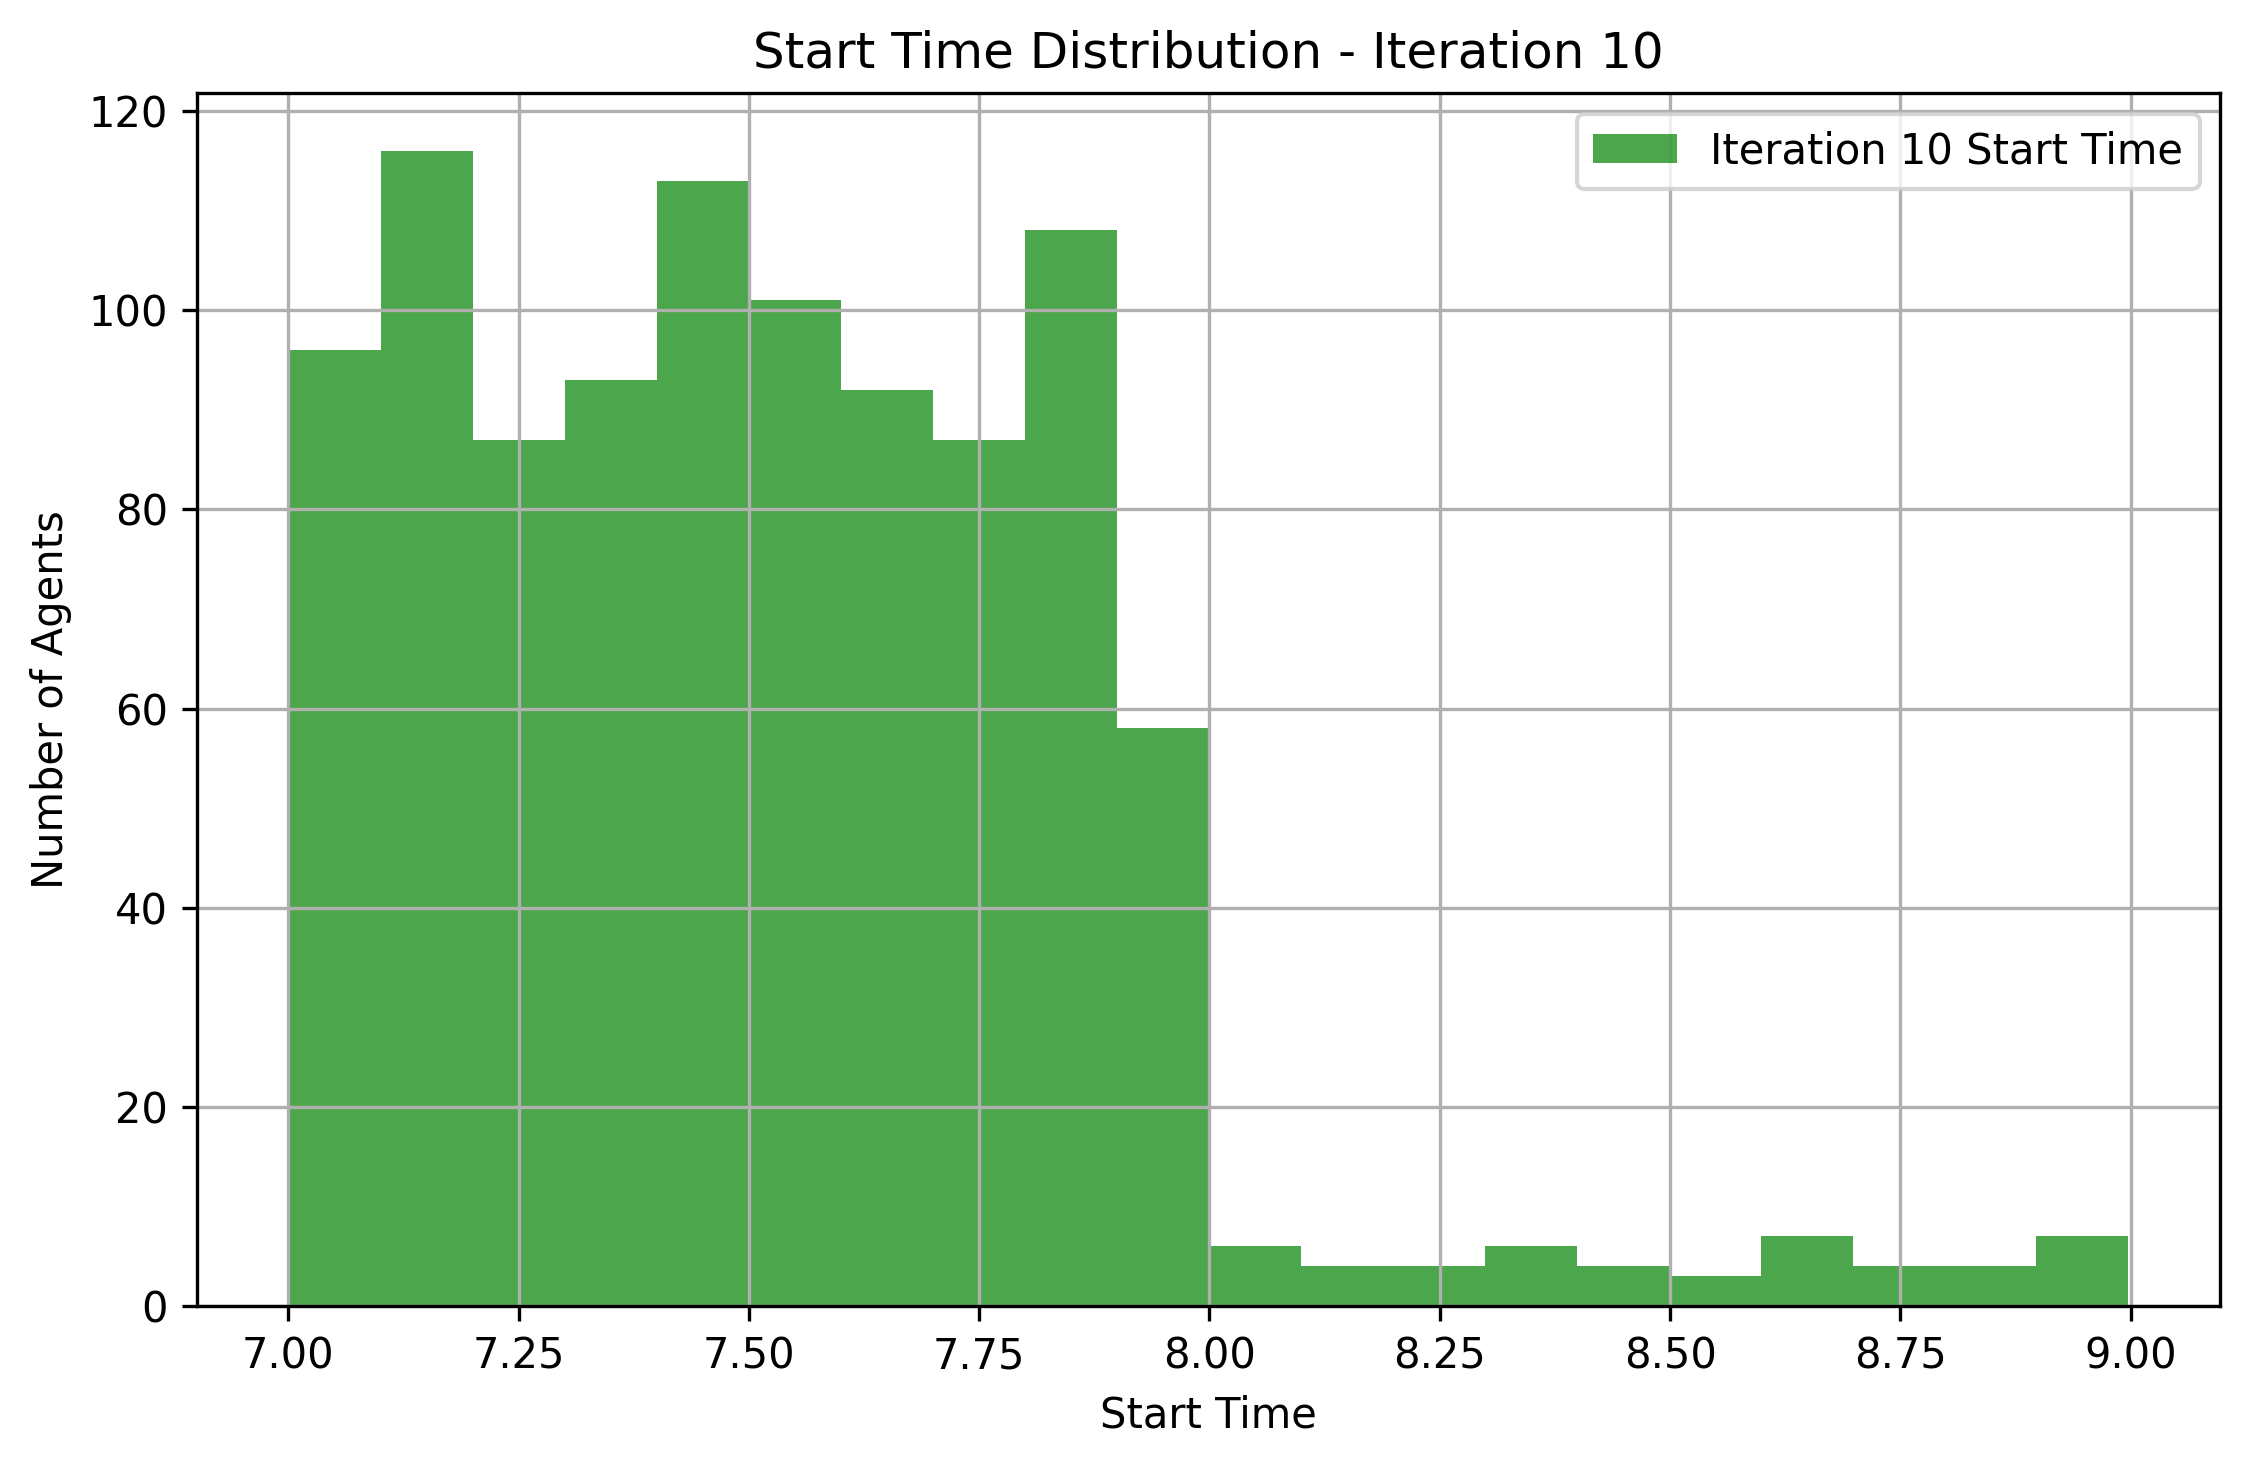 Start Time Distribution - Iteration 10
Iteration 10 Start Time
120
100
80
60
40
20
0
Number of Agents
7.00 7.25 7.50 7.75 8.00 8.25 8.50 8.75 9.00
Start Time